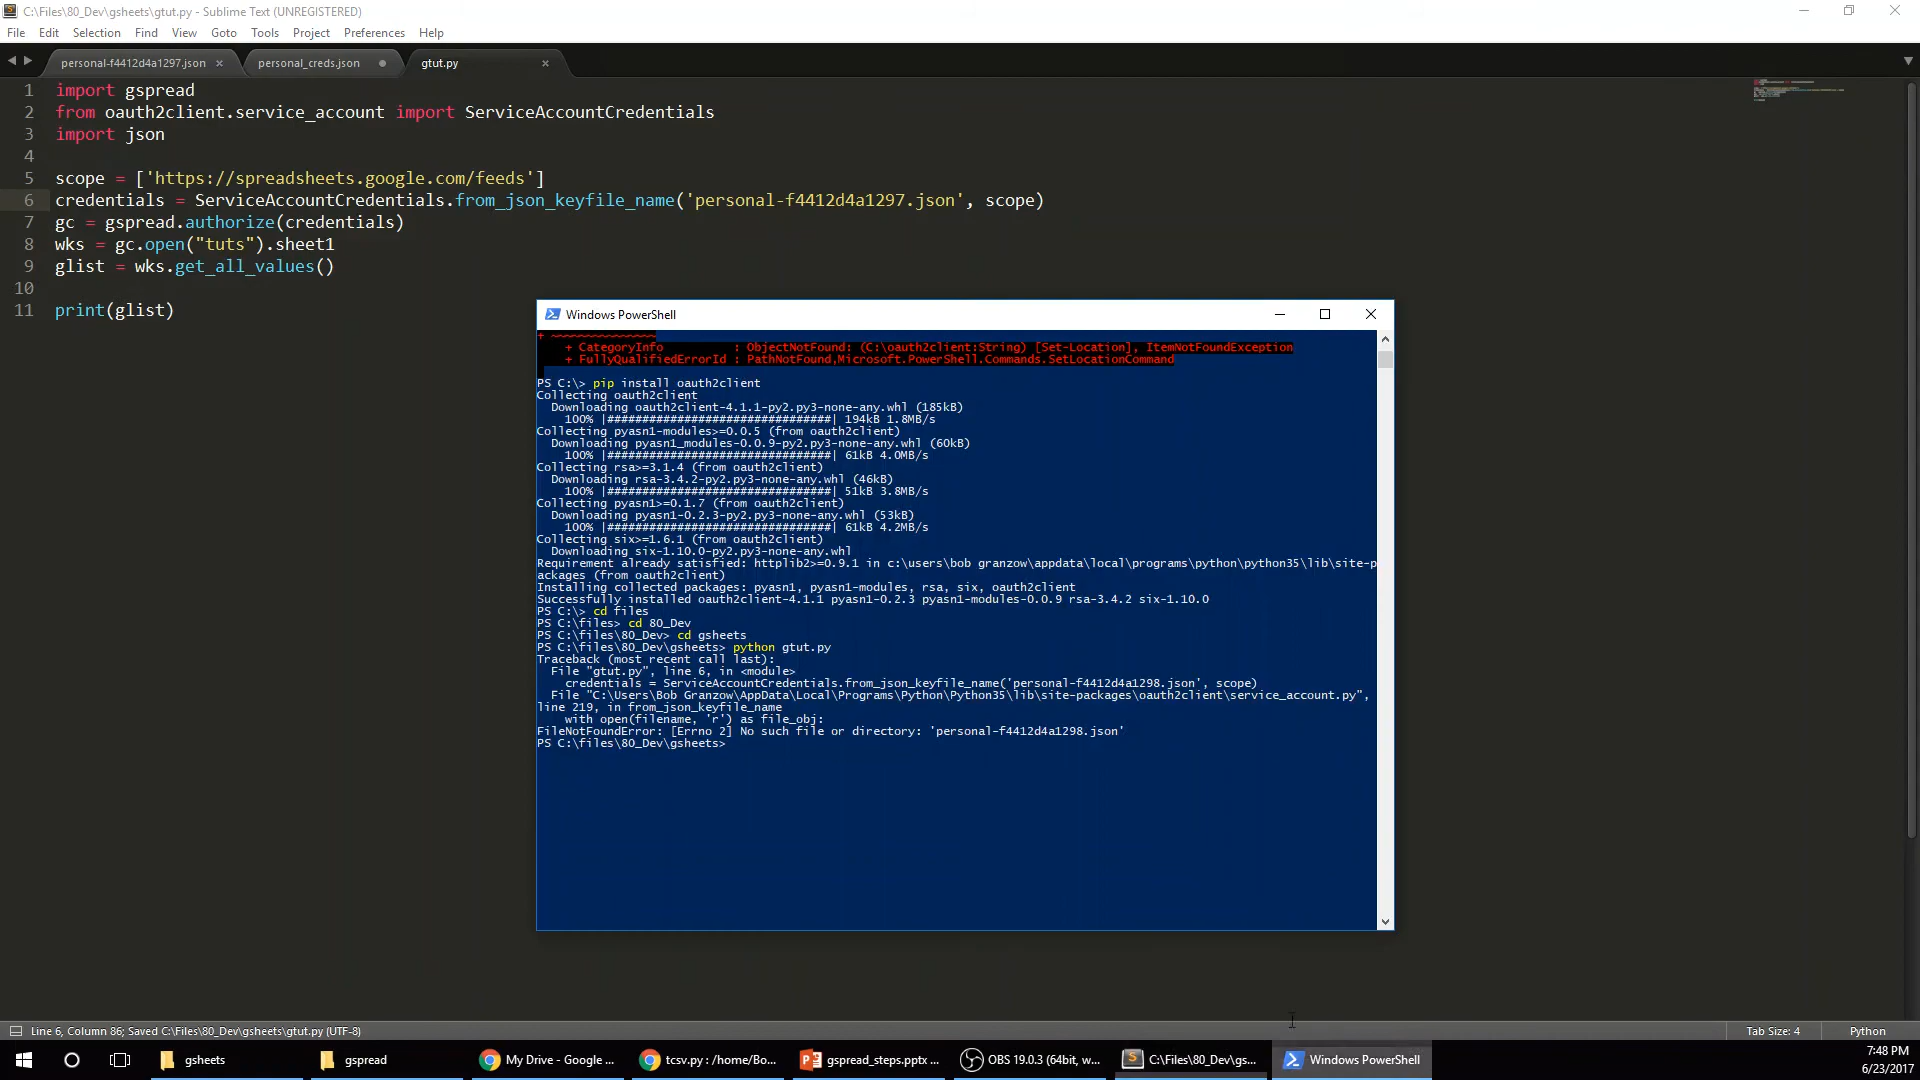 C:\Files\80_Dev\gsheets\gtut.py - Sublime Text (UNREGISTERED)
File Edit Selection Find View Goto Tools Project Preferences Help
personal-f4412d4a1297.json × personal_creds.json gtut.py ×
1 import gspread
2 from oauth2client.service_account import ServiceAccountCredentials
3 import json
4
5 scope = ['https://spreadsheets.google.com/feeds']
6 credentials = ServiceAccountCredentials.from_json_keyfile_name('personal-f4412d4a1297.json', scope)
7 gc = gspread.authorize(credentials)
8 wks = gc.open("tuts").sheet1
9 glist = wks.get_all_values()
10
11 print(glist)
Windows PowerShell
+ ~~~~~~~~~~~~~~~
+ CategoryInfo : ObjectNotFound: (C:\oauth2client:String) [Set-Location], ItemNotFoundException
+ FullyQualifiedErrorId : PathNotFound,Microsoft.PowerShell.Commands.SetLocationCommand
PS C:\> pip install oauth2client
Collecting oauth2client
Downloading oauth2client-4.1.1-py2.py3-none-any.whl (185kB)
100% |################################| 194kB 1.8MB/s
Collecting pyasn1-modules>=0.0.5 (from oauth2client)
Downloading pyasn1_modules-0.0.9-py2.py3-none-any.whl (60kB)
100% |################################| 61kB 4.0MB/s
Collecting rsa>=3.1.4 (from oauth2client)
Downloading rsa-3.4.2-py2.py3-none-any.whl (46kB)
100% |################################| 51kB 3.8MB/s
Collecting pyasn1>=0.1.7 (from oauth2client)
Downloading pyasn1-0.2.3-py2.py3-none-any.whl (53kB)
100% |################################| 61kB 4.2MB/s
Collecting six>=1.6.1 (from oauth2client)
Downloading six-1.10.0-py2.py3-none-any.whl
Requirement already satisfied: httplib2>=0.9.1 in c:\users\bob granzow\appdata\local\programs\python\python35\lib\site-p
ackages (from oauth2client)
Installing collected packages: pyasn1, pyasn1-modules, rsa, six, oauth2client
Successfully installed oauth2client-4.1.1 pyasn1-0.2.3 pyasn1-modules-0.0.9 rsa-3.4.2 six-1.10.0
PS C:\> cd files
PS C:\files> cd 80_Dev
PS C:\files\80_Dev> cd gsheets
PS C:\files\80_Dev\gsheets> python gtut.py
Traceback (most recent call last):
File "gtut.py", line 6, in <module>
credentials = ServiceAccountCredentials.from_json_keyfile_name('personal-f4412d4a1298.json', scope)
File "C:\Users\Bob Granzow\AppData\Local\Programs\Python\Python35\lib\site-packages\oauth2client\service_account.py",
line 219, in from_json_keyfile_name
with open(filename, 'r') as file_obj:
FileNotFoundError: [Errno 2] No such file or directory: 'personal-f4412d4a1298.json'
PS C:\files\80_Dev\gsheets>
Line 6, Column 86; Saved C:\Files\80_Dev\gsheets\gtut.py (UTF-8) Tab Size: 4 Python
gsheets gspread My Drive - Google ... tcsv.py : /home/Bo... gspread_steps.pptx ... OBS 19.0.3 (64bit, w... C:\Files\80_Dev\gs... Windows PowerShell 7:48 PM
6/23/2017